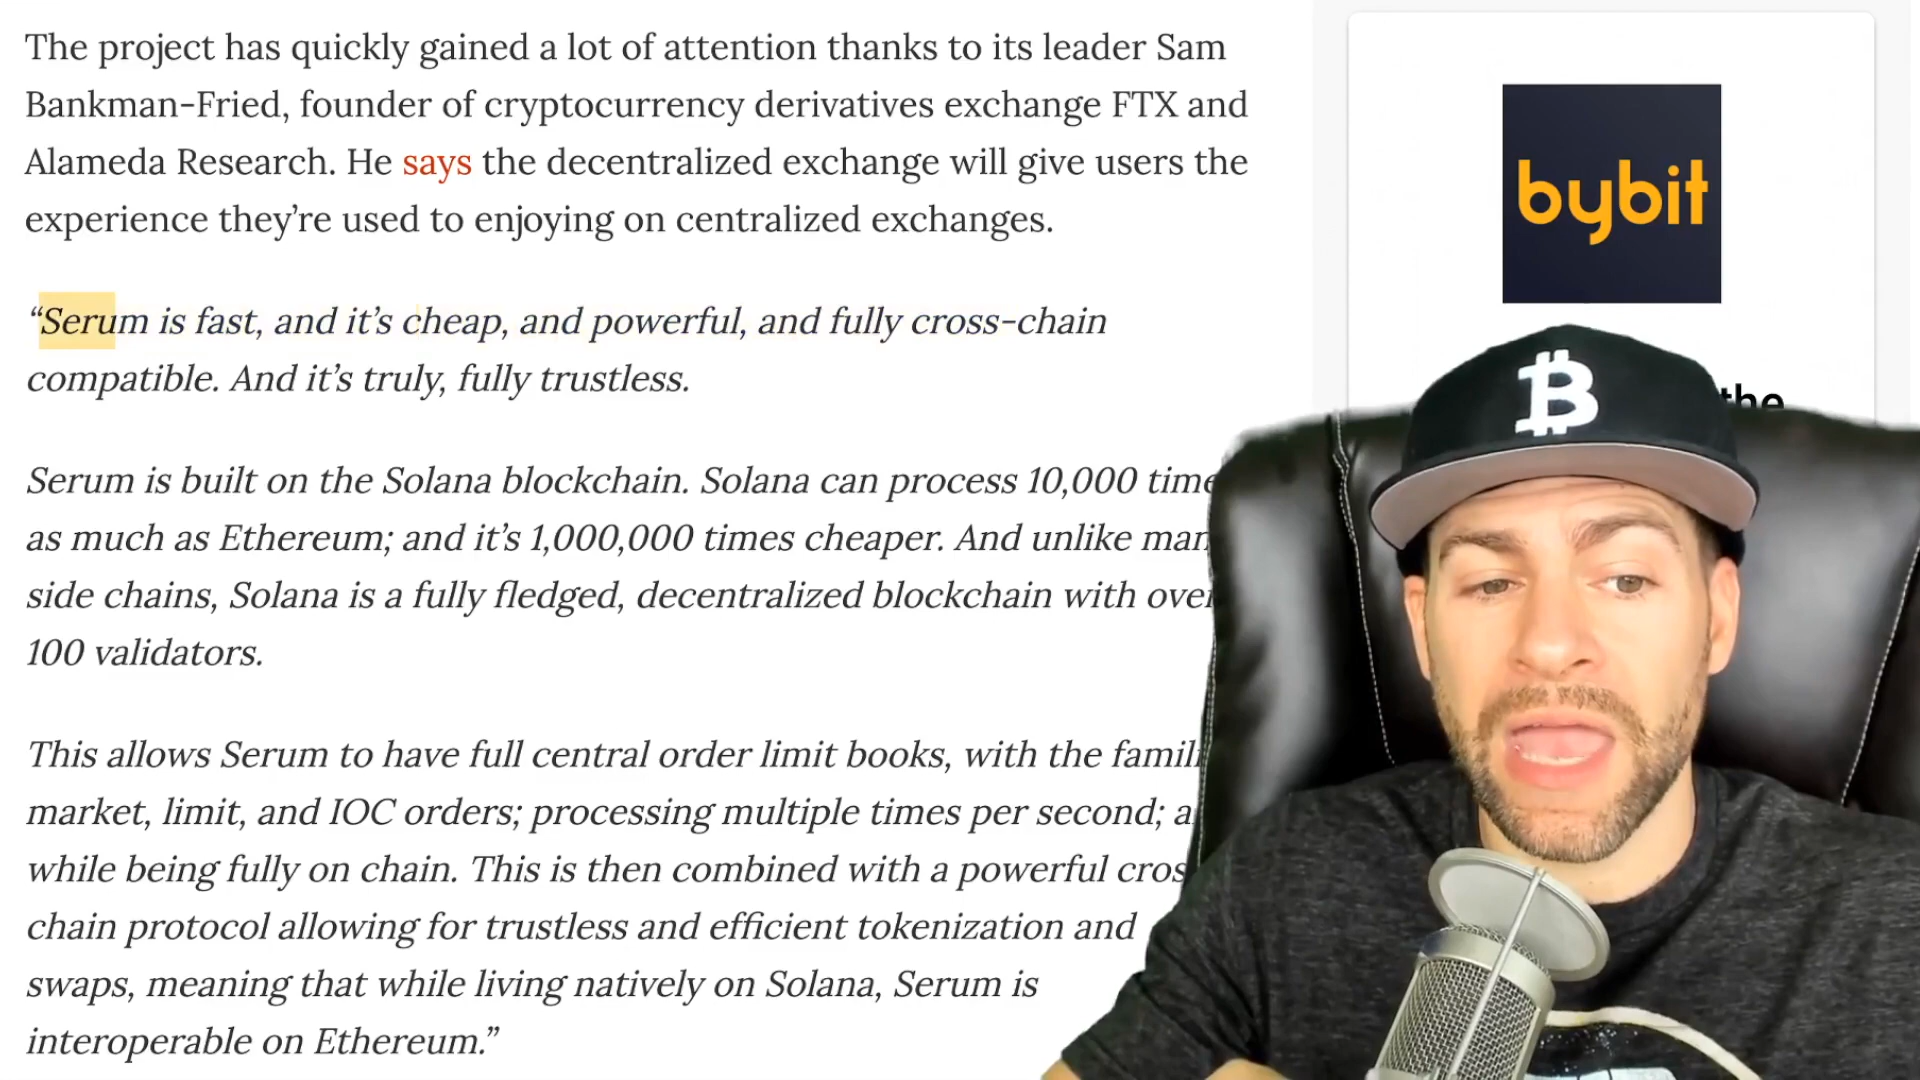 The project has quickly gained a lot of attention thanks to its leader Sam
Bankman-Fried, founder of cryptocurrency derivatives exchange FTX and
Alameda Research. He says the decentralized exchange will give users the
experience they’re used to enjoying on centralized exchanges.
“Serum is fast, and it’s cheap, and powerful, and fully cross-chain
compatible. And it’s truly, fully trustless.
Serum is built on the Solana blockchain. Solana can process 10,000
as much as Ethereum; and it’s 1,000,000 times cheaper. And unlike
side chains, Solana is a fully fledged, decentralized blockchain with
100 validators.
This allows Serum to have full central order limit books, with the
market, limit, and IOC orders; processing multiple times per second;
while being fully on chain. This is then combined with a powerful
chain protocol allowing for trustless and efficient tokenization and
swaps, meaning that while living natively on Solana, Serum is
interoperable on Ethereum.”
bybit
the
₿